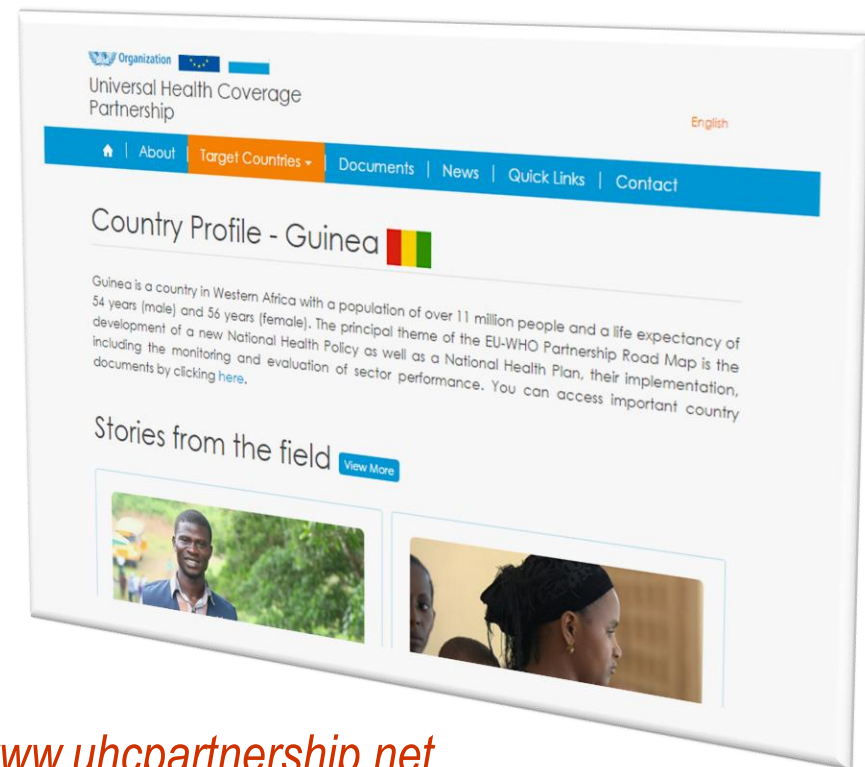 Organization
Universal Health Coverage
Partnership
English
About | Target Countries | Documents | News | Quick Links | Contact
Country Profile - Guinea
Guinea is a country in Western Africa with a population of over 11 million people and a life expectancy of
54 years (male) and 56 years (female). The principal theme of the EU-WHO Partnership Road Map is the
development of a new National Health Policy as well as a National Health Plan, their implementation,
including the monitoring and evaluation of sector performance. You can access important country
documents by clicking here.
Stories from the field View More
ww.uhcpartnership.net